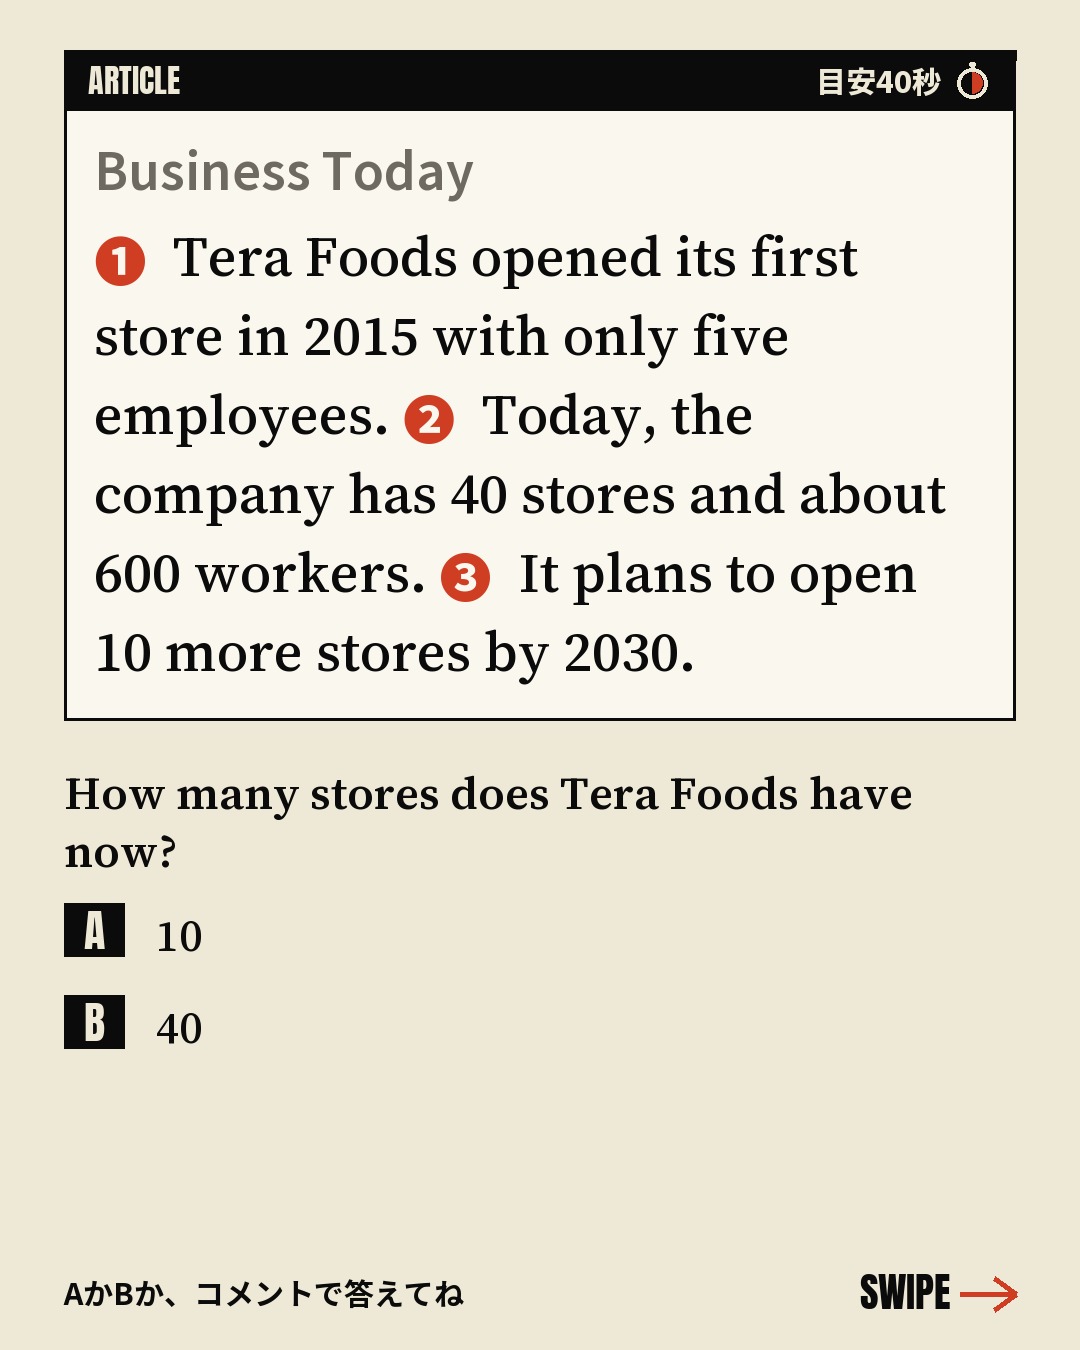 ARTICLE
目安40秒
Business Today
1 Tera Foods opened its first
store in 2015 with only five
employees. 2 Today, the
company has 40 stores and about
600 workers. 3 It plans to open
10 more stores by 2030.
How many stores does Tera Foods have
now?
A 10
B 40
AかBか、コメントで答えてね
SWIPE